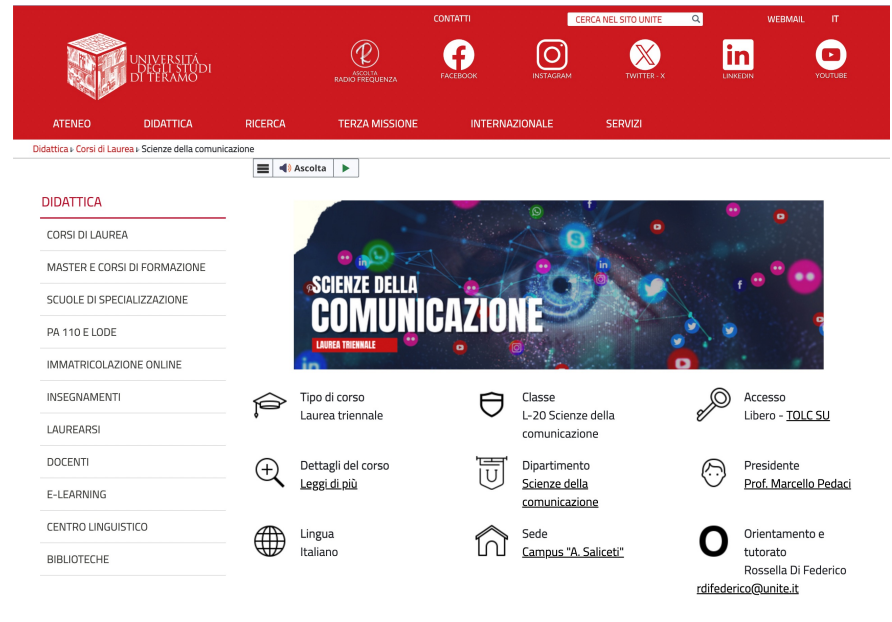 CONTATTI
CERCA NEL SITO UNITE
WEBMAIL
IT
UNIVERSITÁ
DEGLI STUDI
DI TERAMO
ASCOLTA
RADIO FREQUENZA
FACEBOOK
INSTAGRAM
TWITTER - X
LINKEDIN
YOUTUBE
ATENEO
DIDATTICA
RICERCA
TERZA MISSIONE
INTERNAZIONALE
SERVIZI
Didattica › Corsi di Laurea › Scienze della comunicazione
Ascolta
DIDATTICA
CORSI DI LAUREA
MASTER E CORSI DI FORMAZIONE
SCUOLE DI SPECIALIZZAZIONE
PA 110 E LODE
IMMATRICOLAZIONE ONLINE
INSEGNAMENTI
LAUREARSI
DOCENTI
E-LEARNING
CENTRO LINGUISTICO
BIBLIOTECHE
SCIENZE DELLA
COMUNICAZIONE
LAUREA TRIENNALE
Tipo di corso
Laurea triennale
Classe
L-20 Scienze della
comunicazione
Accesso
Libero - TOLC SU
Dettagli del corso
Leggi di più
Dipartimento
Scienze della
comunicazione
Presidente
Prof. Marcello Pedaci
Lingua
Italiano
Sede
Campus "A. Saliceti"
O
Orientamento e
tutorato
Rossella Di Federico
rdifederico@unite.it